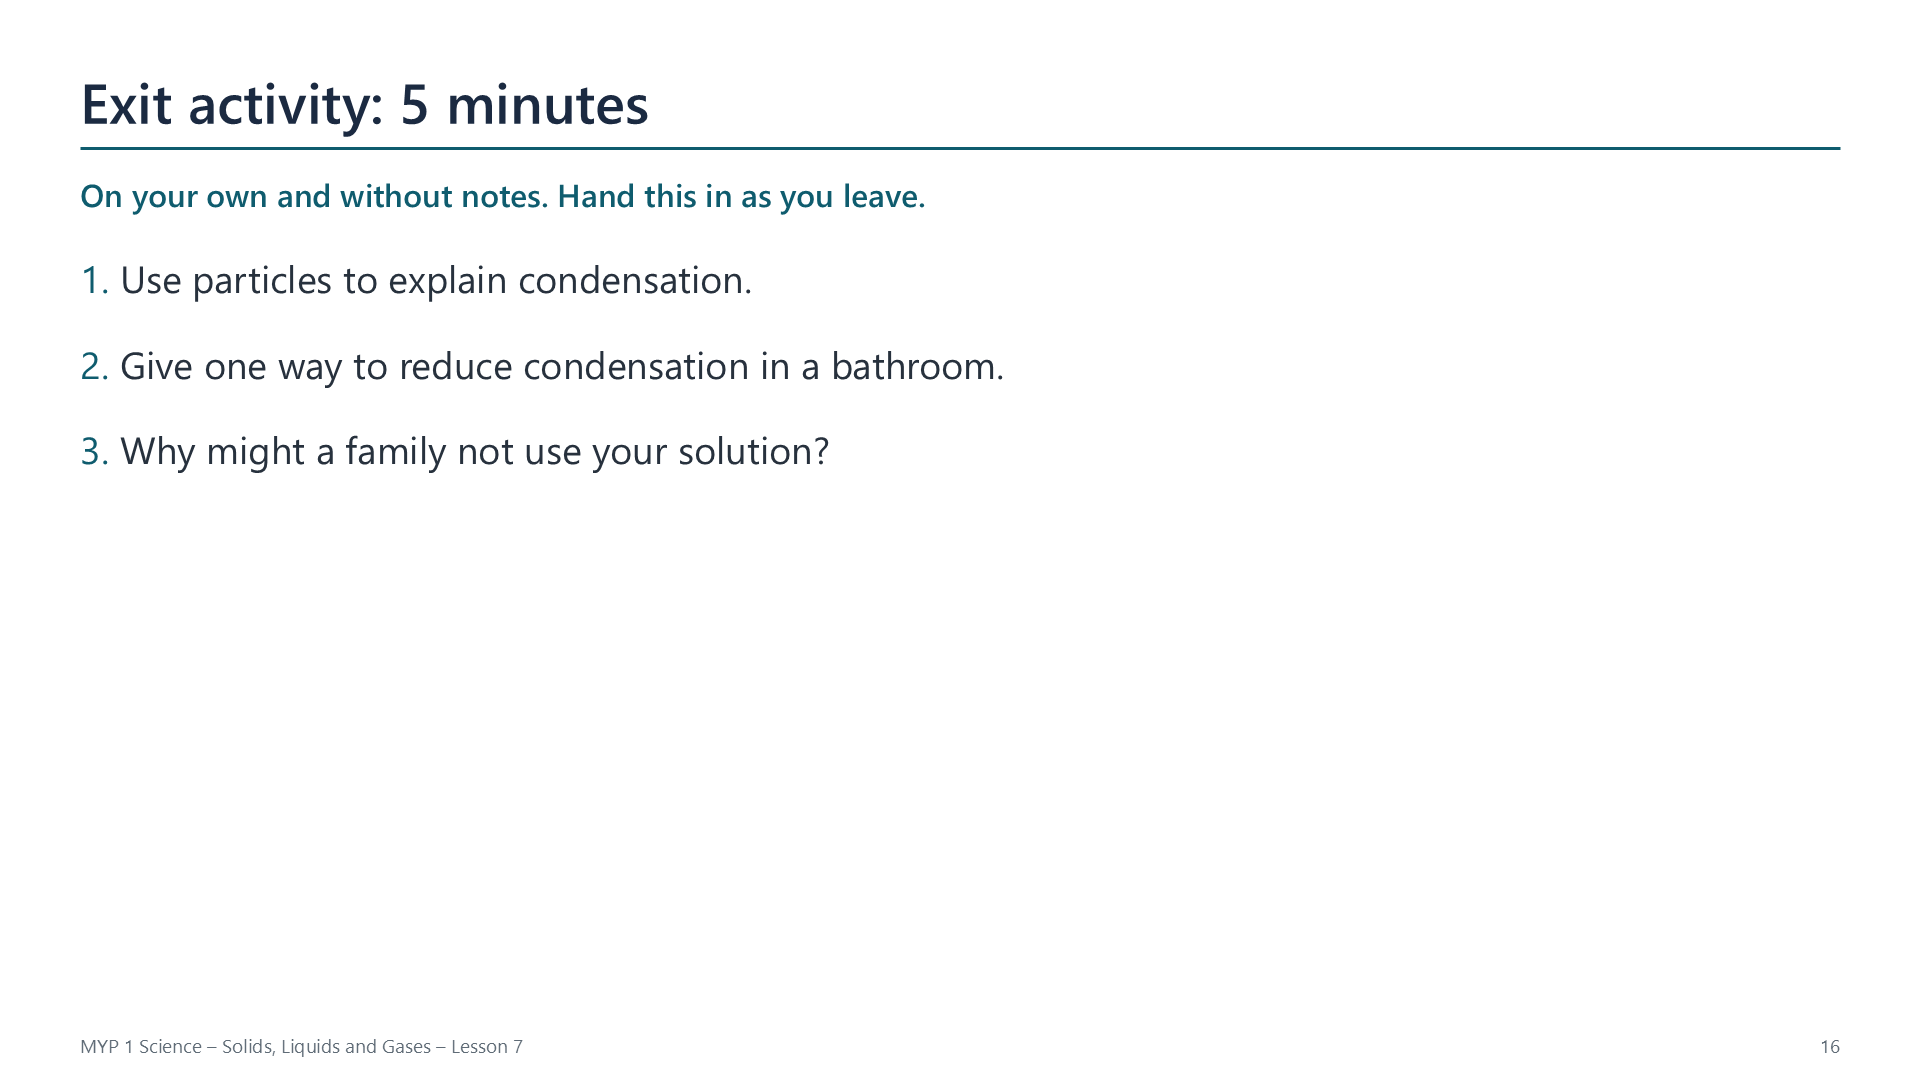 Exit activity: 5 minutes
On your own and without notes. Hand this in as you leave.
1. Use particles to explain condensation.
2. Give one way to reduce condensation in a bathroom.
3. Why might a family not use your solution?
MYP 1 Science – Solids, Liquids and Gases – Lesson 7
16